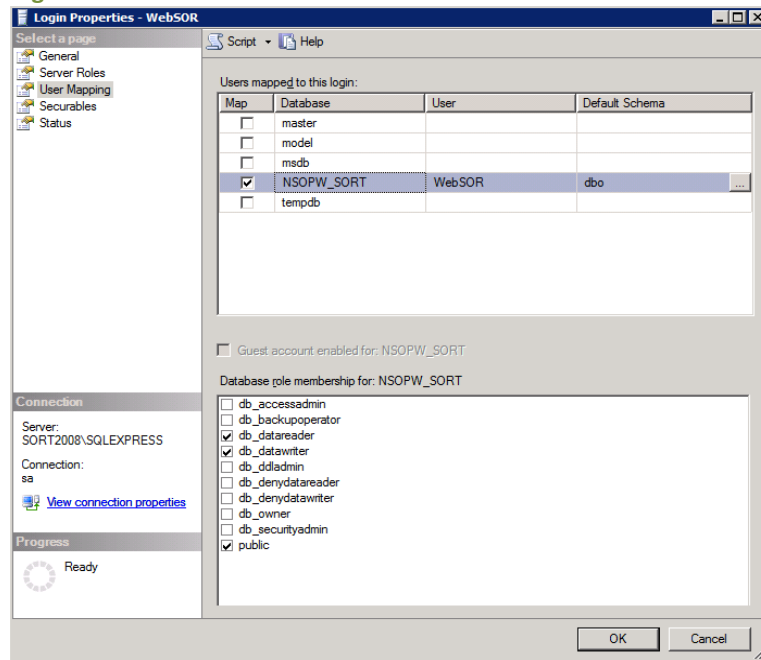 Login Properties - WebSOR
Select a page
General
Server Roles
User Mapping
Securables
Status
Script
Help
Users mapped to this login:
Map Database User Default Schema
master
model
msdb
NSOPW_SORT WebSOR dbo ...
tempdb
Guest account enabled for: NSOPW_SORT
Database role membership for: NSOPW_SORT
db_accessadmin
db_backupoperator
db_datareader
db_datawriter
db_ddladmin
db_denydatareader
db_denydatawriter
db_owner
db_securityadmin
public
Connection
Server:
SORT2008\SQLEXPRESS
Connection:
sa
View connection properties
Progress
Ready
OK Cancel